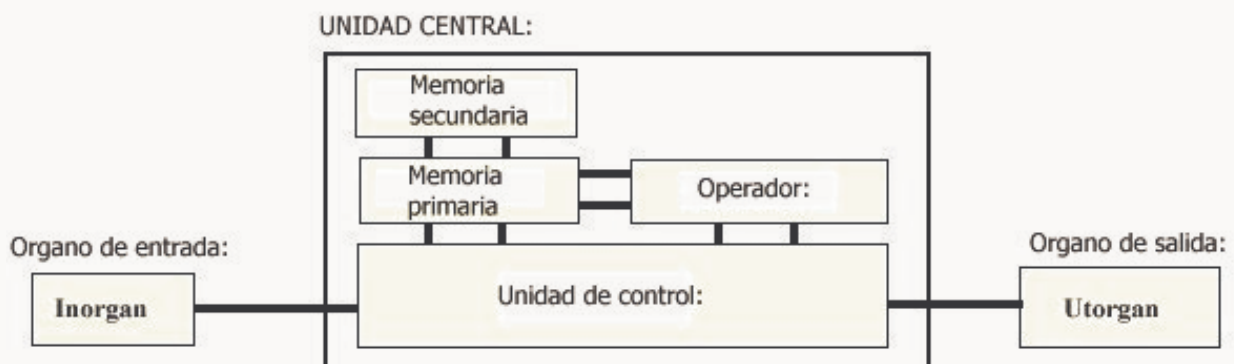 UNIDAD CENTRAL:
Memoria
secundaria
Memoria
primaria
Operador:
Organo de entrada:
Inorgan
Unidad de control:
Organo de salida:
Utorgan